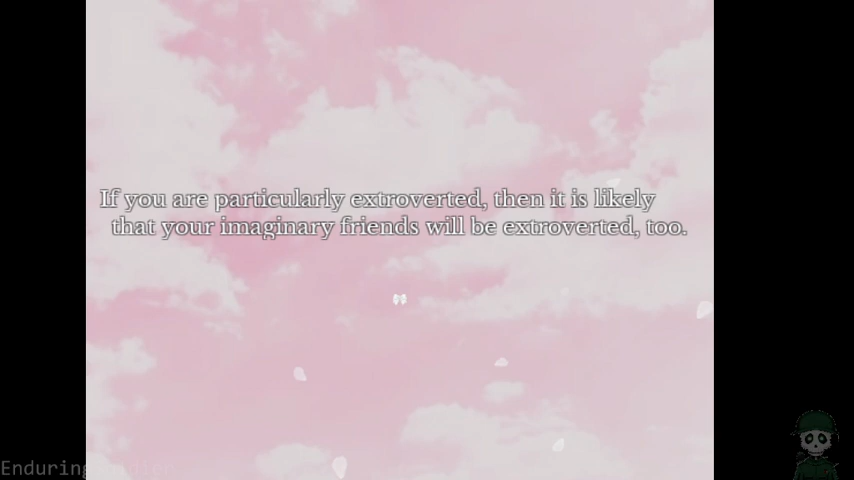 If you are particularly extroverted, then it is likely
that your imaginary friends will be extroverted, too.
Enduring